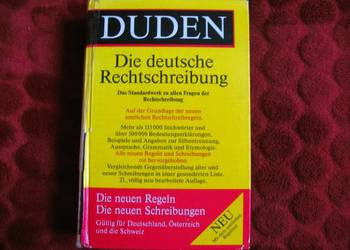 DUDEN
Die deutsche
Rechtschreibung
Das Standardwerk zu allen Fragen der
Rechtschreibung
Auf der Grundlage der neuen
amtlichen Rechtschreibregeln.
Mehr als 115 000 Stichwörter und
über 500 000 Bedeutungserklärungen,
Beispiele und Angaben zur Silbentrennung,
Aussprache, Grammatik und Etymologie.
Alle neuen Regeln und Schreibungen
rot hervorgehoben.
Vergleichende Gegenüberstellung alter und
neuer Schreibungen in einer gesonderten Liste.
21., völlig neu bearbeitete Auflage.
Die neuen Regeln
Die neuen Schreibungen
Gültig für Deutschland, Österreich
und die Schweiz
NEU